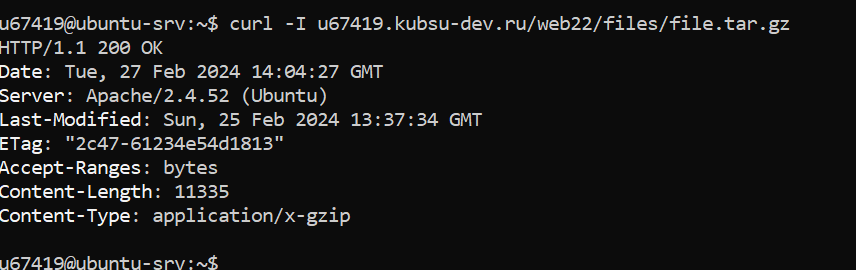 u67419@ubuntu-srv:~$ curl -I u67419.kubsu-dev.ru/web22/files/file.tar.gz
HTTP/1.1 200 OK
Date: Tue, 27 Feb 2024 14:04:27 GMT
Server: Apache/2.4.52 (Ubuntu)
Last-Modified: Sun, 25 Feb 2024 13:37:34 GMT
ETag: "2c47-61234e54d1813"
Accept-Ranges: bytes
Content-Length: 11335
Content-Type: application/x-gzip
u67419@ubuntu-srv:~$